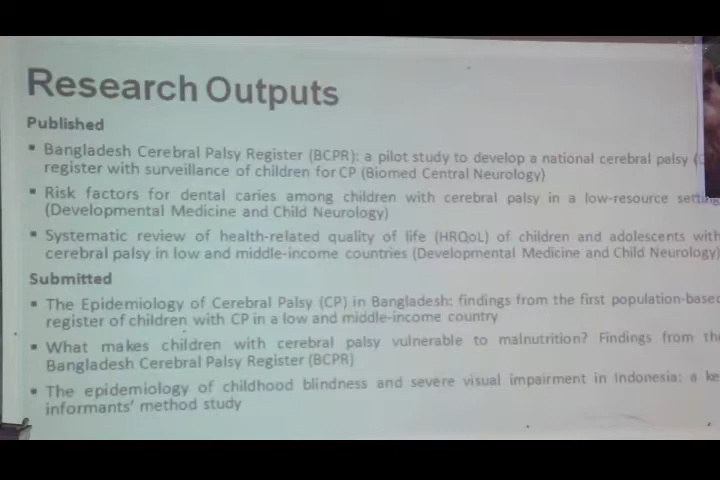 Research Outputs
Published
▪ Bangladesh Cerebral Palsy Register (BCPR): a pilot study to develop a national cerebral palsy
register with surveillance of children for CP (Biomed Central Neurology)
▪ Risk factors for dental caries among children with cerebral palsy in a low-resource
(Developmental Medicine and Child Neurology)
▪ Systematic review of health-related quality of life (HRQoL) of children and adolescents with
cerebral palsy in low and middle-income countries (Developmental Medicine and Child Neurology)
Submitted
▪ The Epidemiology of Cerebral Palsy (CP) in Bangladesh: findings from the first population-based
register of children with CP in a low and middle-income country
▪ What makes children with cerebral palsy vulnerable to malnutrition? Findings from
Bangladesh Cerebral Palsy Register (BCPR)
▪ The epidemiology of childhood blindness and severe visual impairment in Indonesia: a
informants' method study